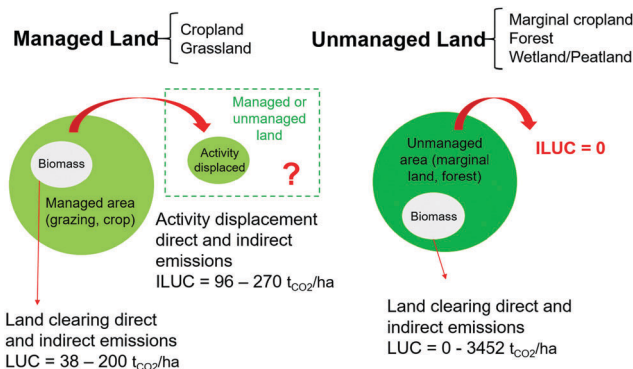 Managed Land
Cropland
Grassland
Managed or
unmanaged
land
Biomass
Activity
displaced
?
Managed area
(grazing, crop)
Activity displacement
direct and indirect
emissions
ILUC = 96 – 270 tCO2/ha
Land clearing direct
and indirect emissions
LUC = 38 – 200 tCO2/ha
Unmanaged Land
Marginal cropland
Forest
Wetland/Peatland
ILUC = 0
Unmanaged
area (marginal
land, forest)
Biomass
Land clearing direct and
indirect emissions
LUC = 0 - 3452 tCO2/ha